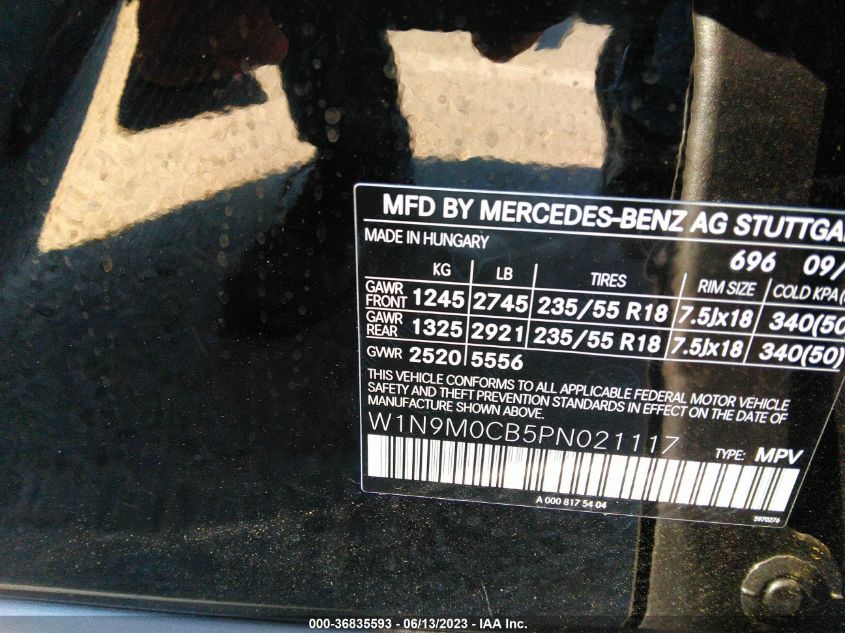 MFD BY MERCEDES-BENZ AG
MADE IN HUNGARY
696 09/
KG LB TIRES RIM SIZE COLD
GAWR FRONT 1245 2745 235/55 R18 7.5Jx18 340(50
GAWR REAR 1325 2921 235/55 R18 7.5Jx18 340(50)
GVWR 2520 5556
THIS VEHICLE CONFORMS TO ALL APPLICABLE FEDERAL MOTOR VEHICLE
SAFETY AND THEFT PREVENTION STANDARDS IN EFFECT ON THE DATE OF
MANUFACTURE SHOWN ABOVE.
W1N9M0CB5PN021117
TYPE: MPV
A 000 817 54 04
5970276
000-36835593 - 06/13/2023 - IAA Inc.